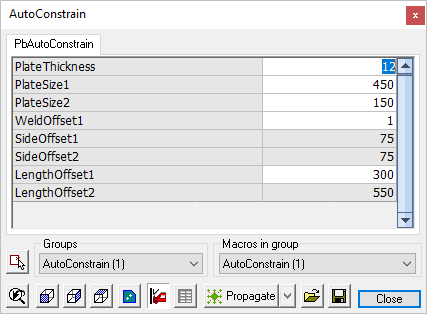 AutoConstrain
PbAutoConstrain
PlateThickness 12
PlateSize1 450
PlateSize2 150
WeldOffset1 1
SideOffset1 75
SideOffset2 75
LengthOffset1 300
LengthOffset2 550
Groups Macros in group
AutoConstrain (1) AutoConstrain (1)
Propagate Close